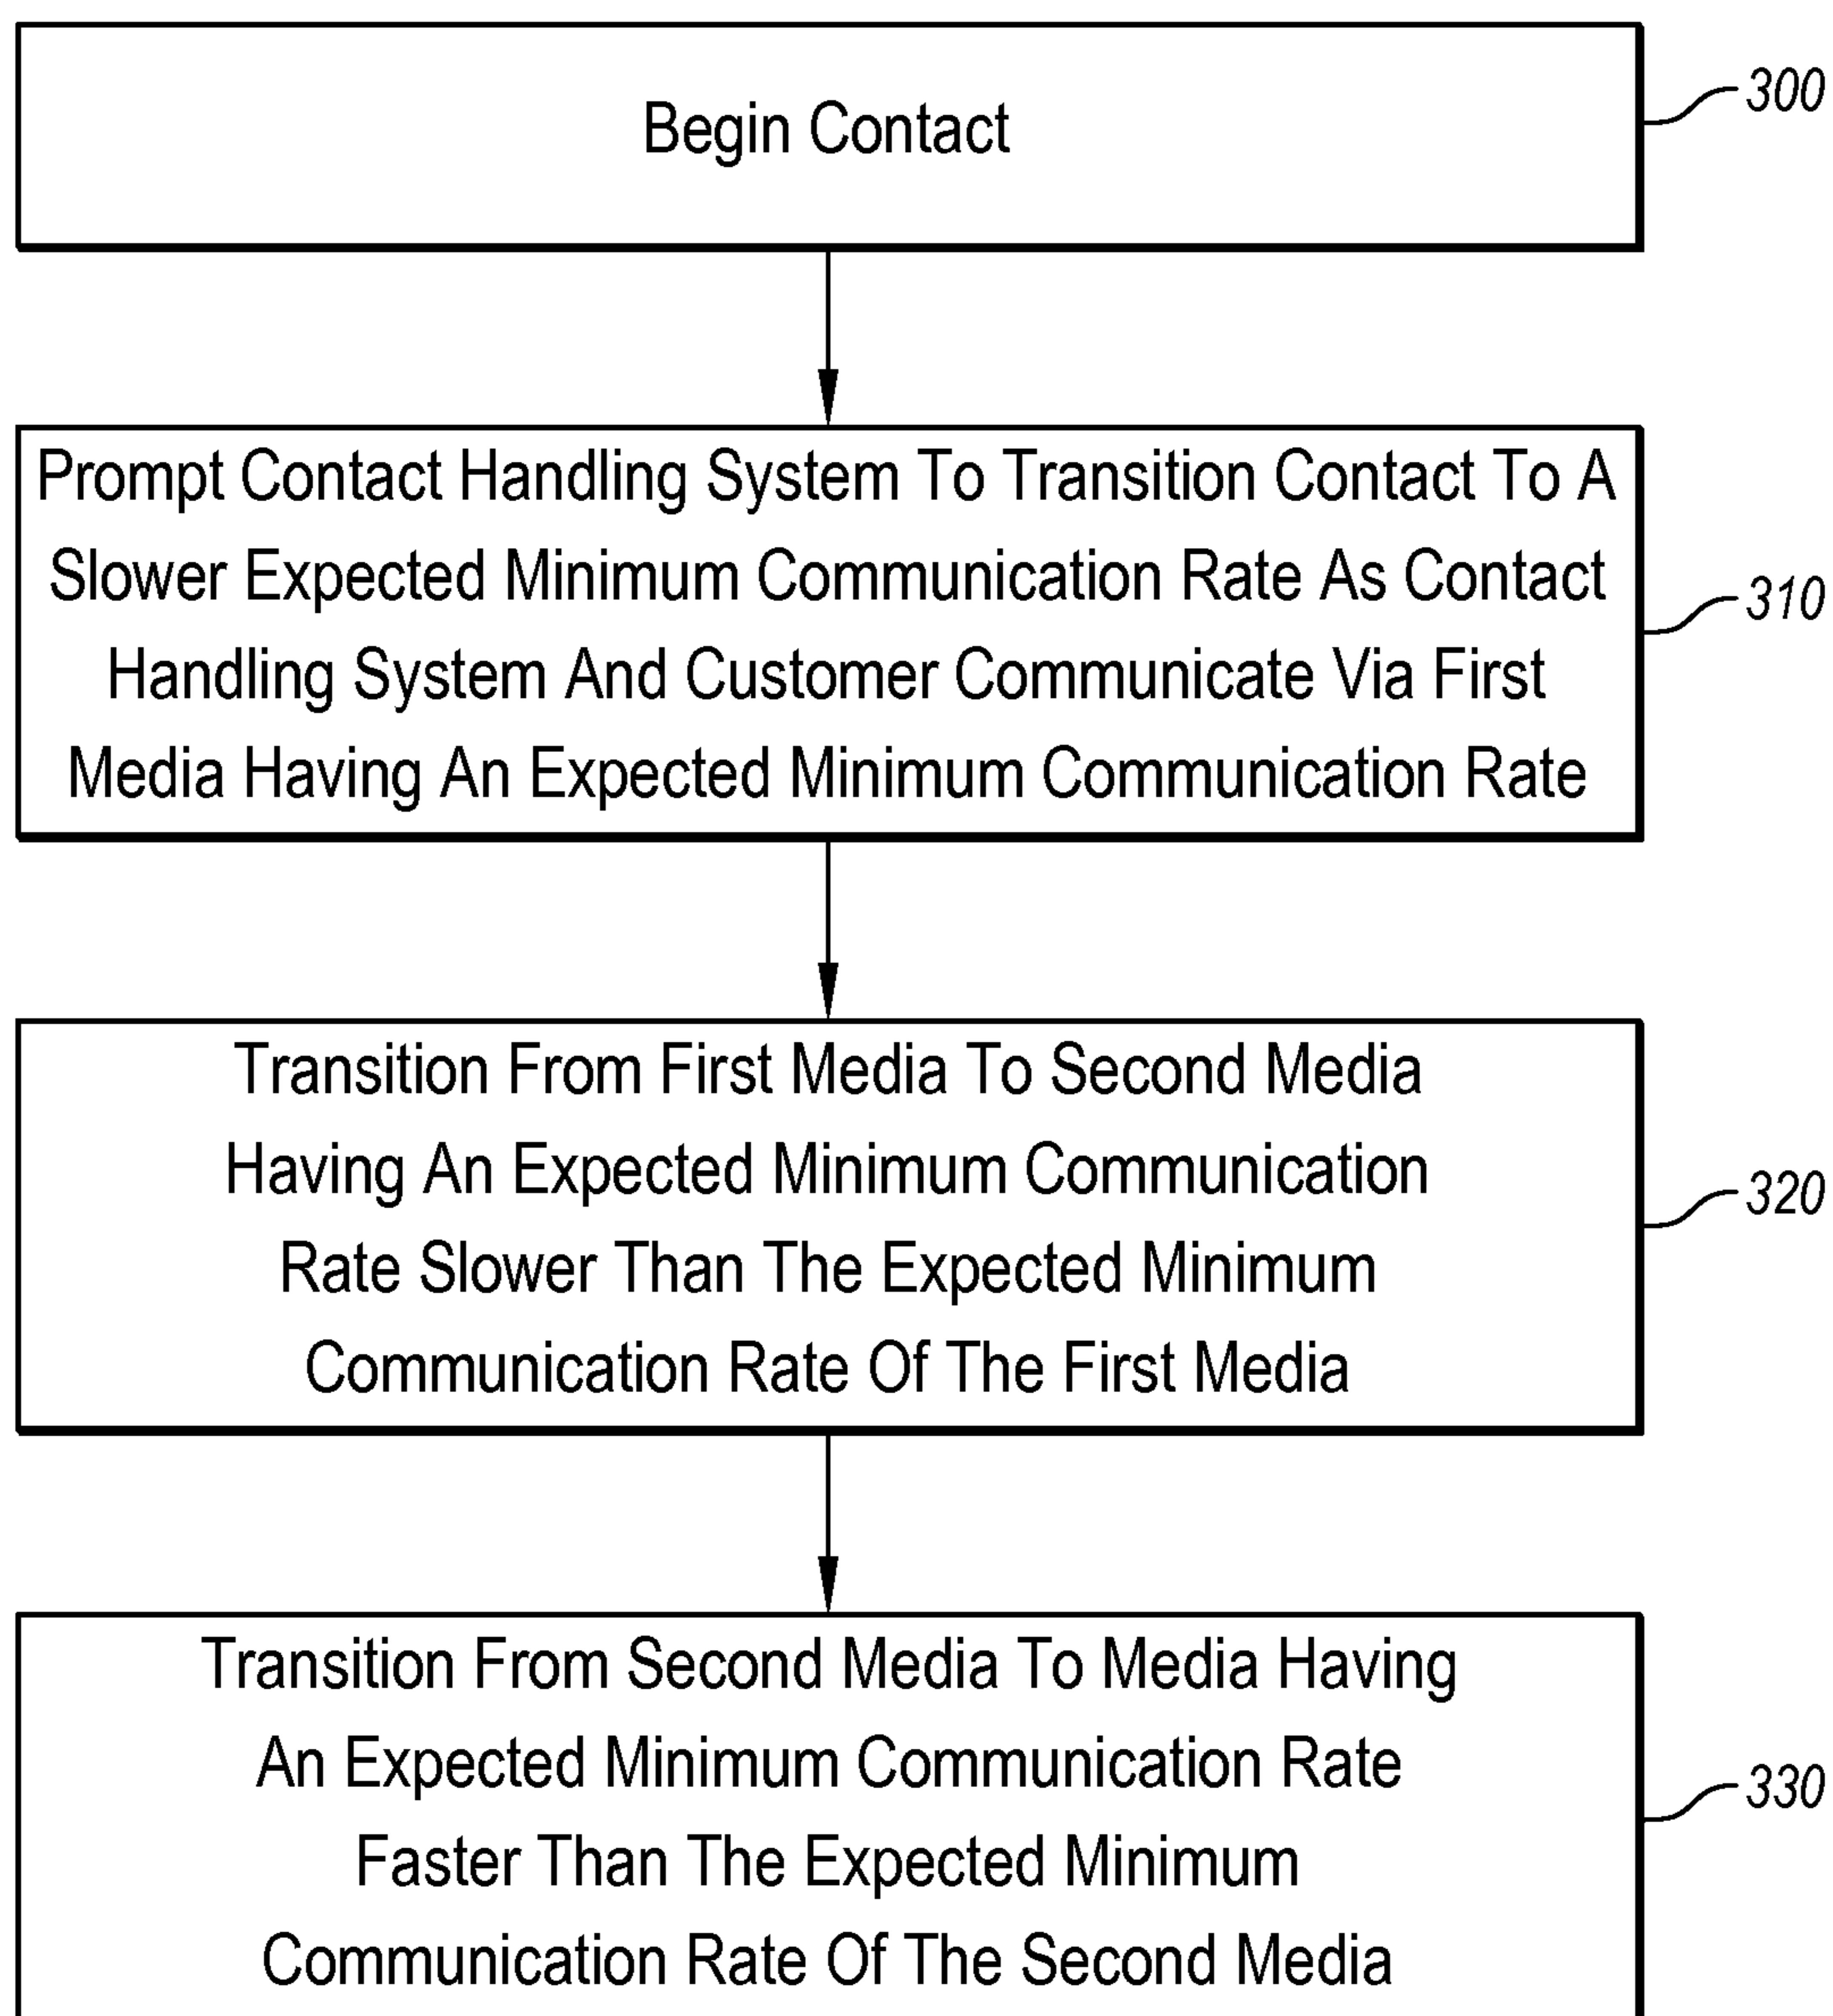 Begin Contact
300
Prompt Contact Handling System To Transition Contact To A
Slower Expected Minimum Communication Rate As Contact
Handling System And Customer Communicate Via First
Media Having An Expected Minimum Communication Rate
310
Transition From First Media To Second Media
Having An Expected Minimum Communication
Rate Slower Than The Expected Minimum
Communication Rate Of The First Media
320
Transition From Second Media To Media Having
An Expected Minimum Communication Rate
Faster Than The Expected Minimum
Communication Rate Of The Second Media
330